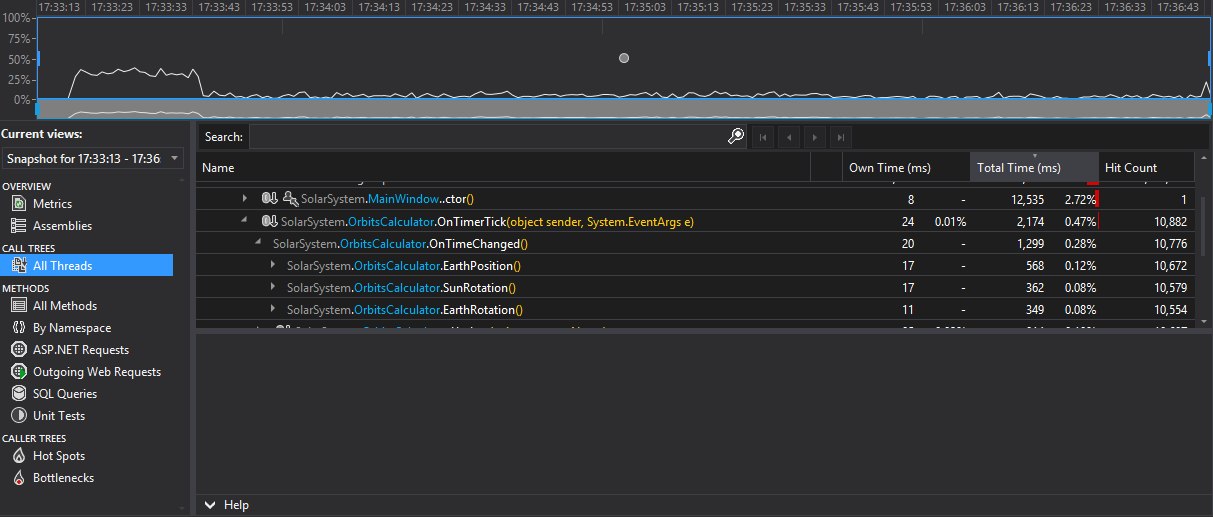 17:33:13 17:33:23 17:33:43 17:33:53 17:34:03 17:34:13 17:34:23 17:34:33 17:34:43 17:34:53 17:35:03 17:35:13 17:35:23 17:35:43 17:35:53 17:36:03 17:36:13 17:36:23 17:36:33 17:36:43
100%
75%
50%
25%
0%
Current views:
Snapshot for 17:33:13 - 17:36
OVERVIEW
Metrics
Assemblies
CALL TREES
All Threads
METHODS
All Methods
By Namespace
ASP.NET Requests
Outgoing Web Requests
SQL Queries
Unit Tests
CALLER TREES
Hot Spots
Bottlenecks
Search:
Name Own Time (ms) Total Time (ms) Hit Count
SolarSystem.MainWindow..ctor() 8 - 12,535 2.72% 1
SolarSystem.OrbitsCalculator.OnTimerTick(object sender, System.EventArgs e) 24 0.01% 2,174 0.47% 10,882
SolarSystem.OrbitsCalculator.OnTimeChanged() 20 - 1,299 0.28% 10,776
SolarSystem.OrbitsCalculator.EarthPosition() 17 - 568 0.12% 10,672
SolarSystem.OrbitsCalculator.SunRotation() 17 - 362 0.08% 10,579
SolarSystem.OrbitsCalculator.EarthRotation() 11 - 349 0.08% 10,554
Help